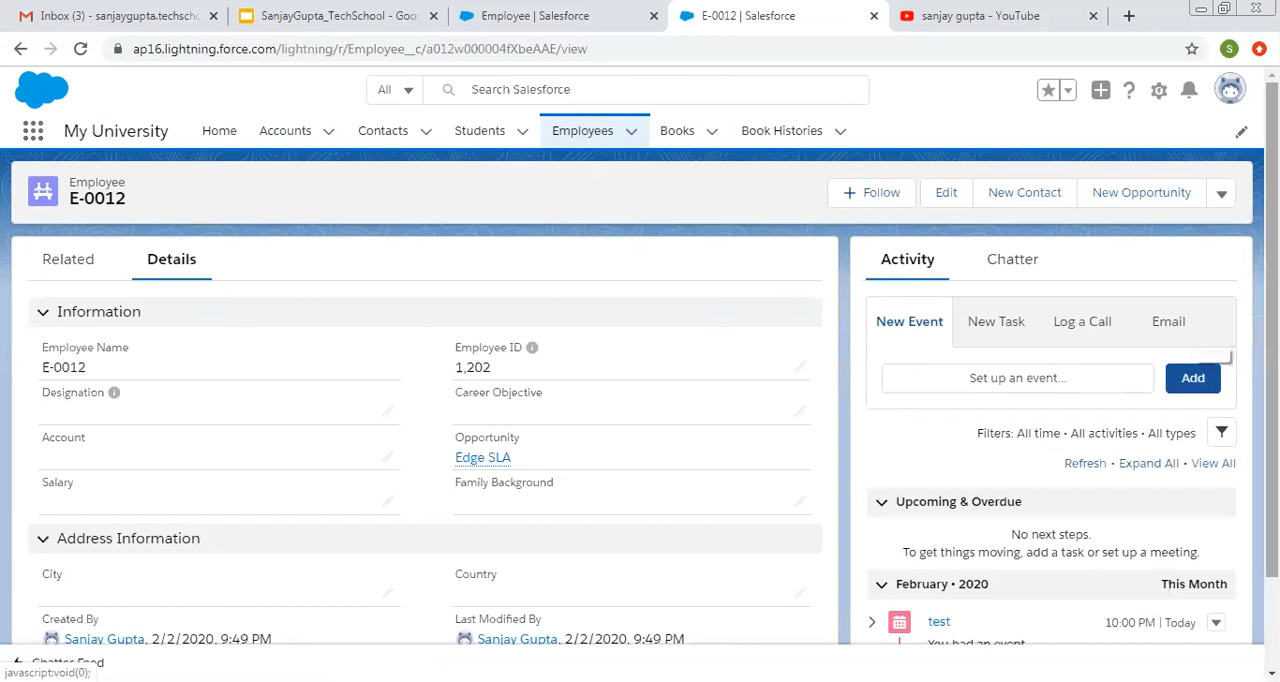 Inbox (3) - sanjaygupta.techscho
SanjayGupta_TechSchool - Goo
Employee | Salesforce
E-0012 | Salesforce
sanjay gupta - YouTube
ap16.lightning.force.com/lightning/r/Employee__c/a012w000004fXbeAAE/view
S
All
Search Salesforce
My University
Home
Accounts
Contacts
Students
Employees
Books
Book Histories
Employee
E-0012
Follow
Edit
New Contact
New Opportunity
Related
Details
Information
Employee Name
E-0012
Employee ID
1,202
Designation
Career Objective
Account
Opportunity
Edge SLA
Salary
Family Background
Address Information
City
Country
Created By
Sanjay Gupta, 2/2/2020, 9:49 PM
Last Modified By
Sanjay Gupta, 2/2/2020, 9:49 PM
Activity
Chatter
New Event
New Task
Log a Call
Email
Set up an event...
Add
Filters: All time • All activities • All types
Refresh • Expand All • View All
Upcoming & Overdue
No next steps.
To get things moving, add a task or set up a meeting.
February • 2020
This Month
test
10:00 PM | Today
You had an event
Chatter Feed
javascript:void(0);